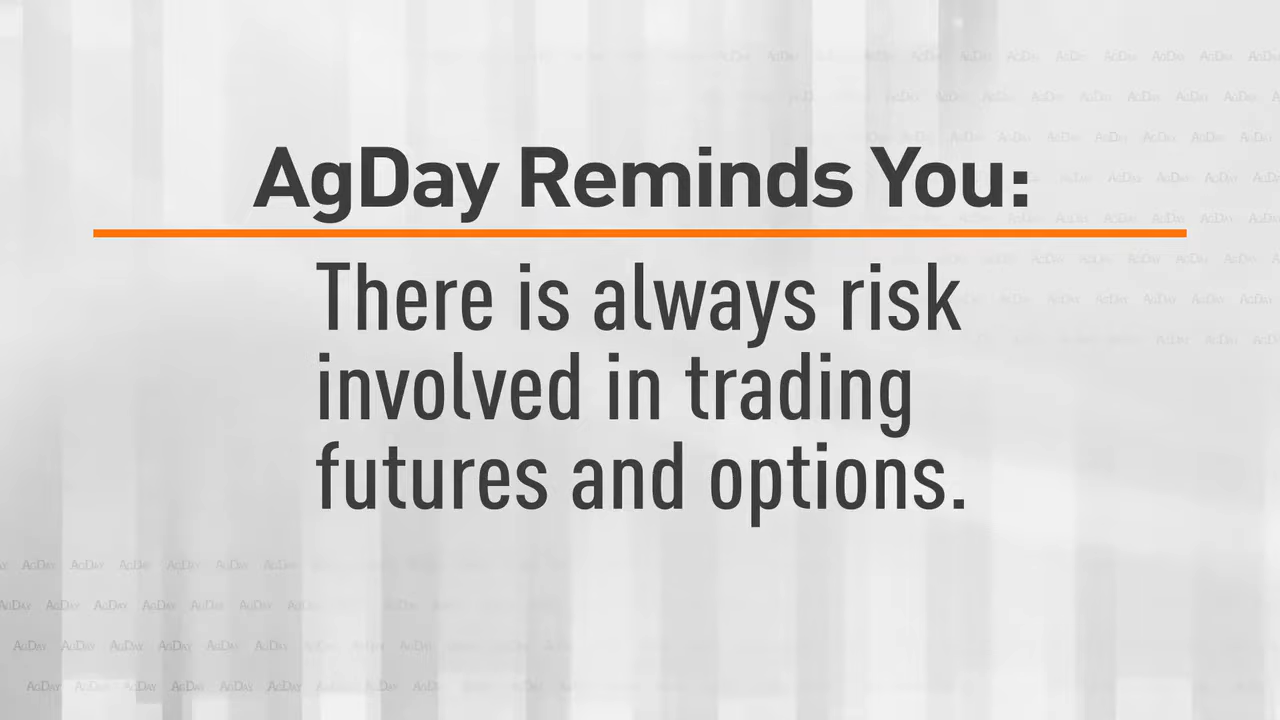 AgDay Reminds You:
There is always risk
involved in trading
futures and options.